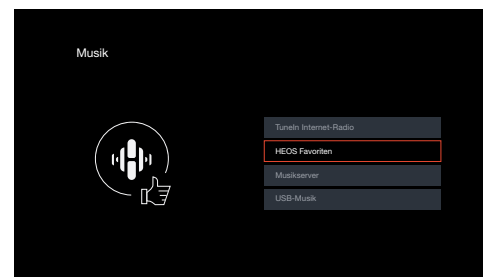 Musik
TuneIn Internet-Radio
HEOS Favoriten
Musikserver
USB-Musik